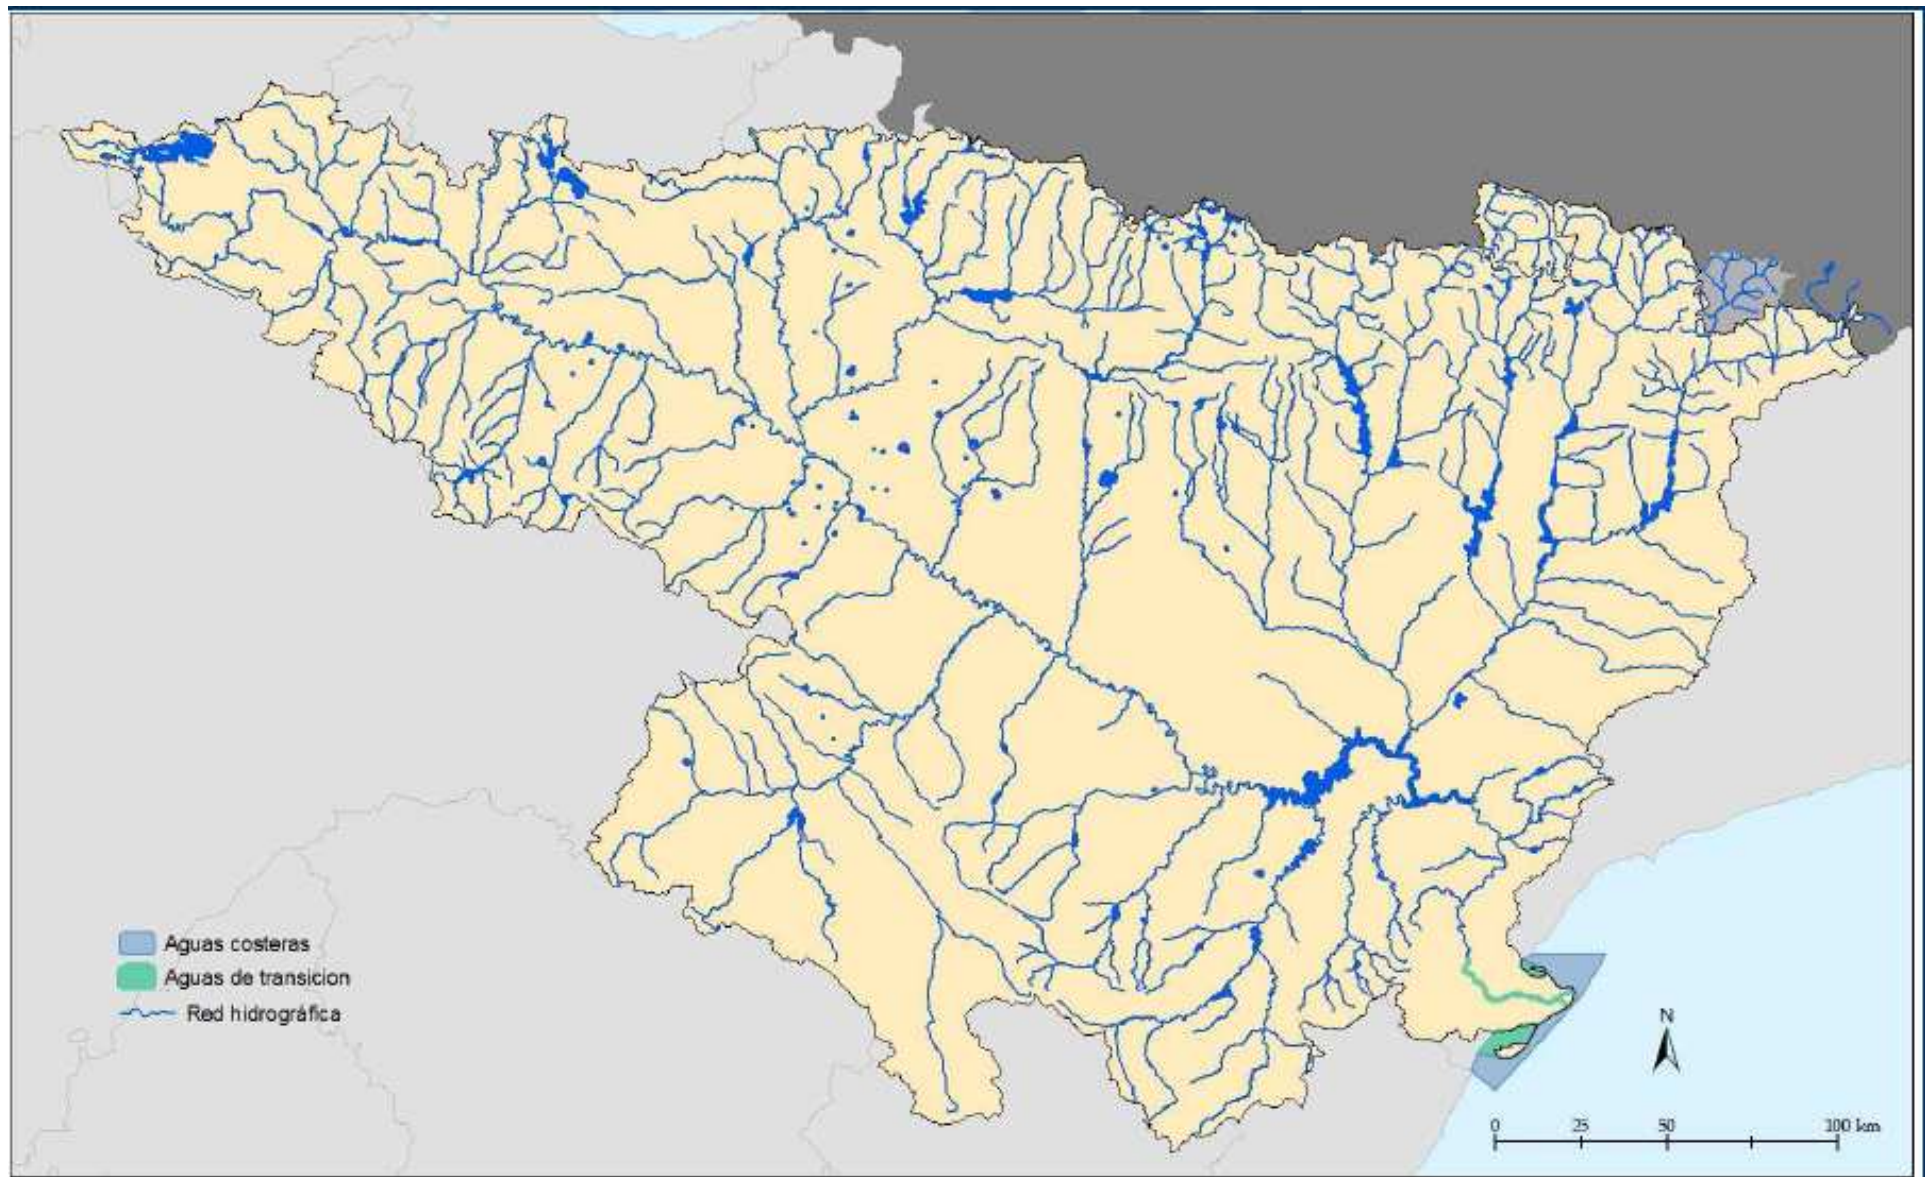 Aguas costeras
Aguas de transicion
Red hidrográfica
N
0 25 50 100 km